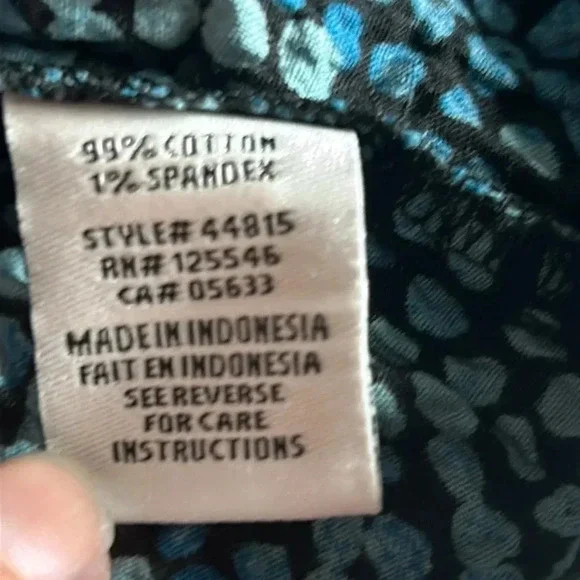 99% COTTON
1% SPANDEX
STYLE# 44815
RN# 125546
CA# 05633
MADE IN INDONESIA
FAIT EN INDONESIA
SEE REVERSE
FOR CARE
INSTRUCTIONS